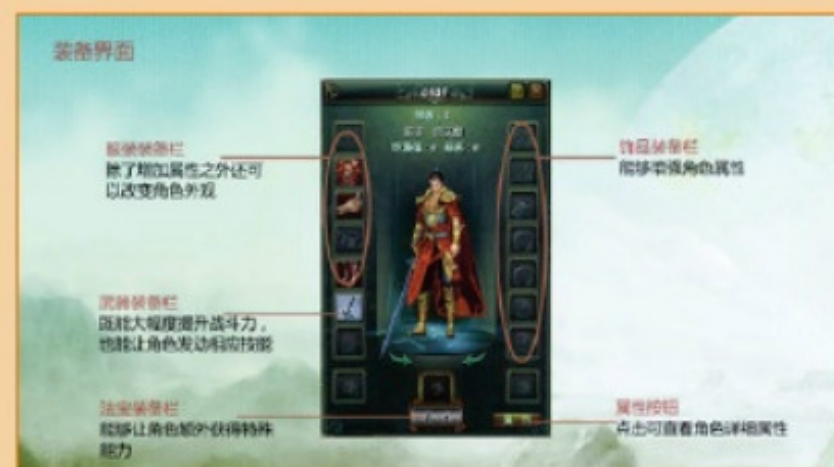 装备界面
服装装备栏
除了增加属性之外还可
以改变角色外观
饰品装备栏
能够增强角色属性
武器装备栏
既能大幅度提升战斗力，
也能让角色发动相应技能
法宝装备栏
能够让角色额外获得特殊
能力
属性按钮
点击可查看角色详细属性